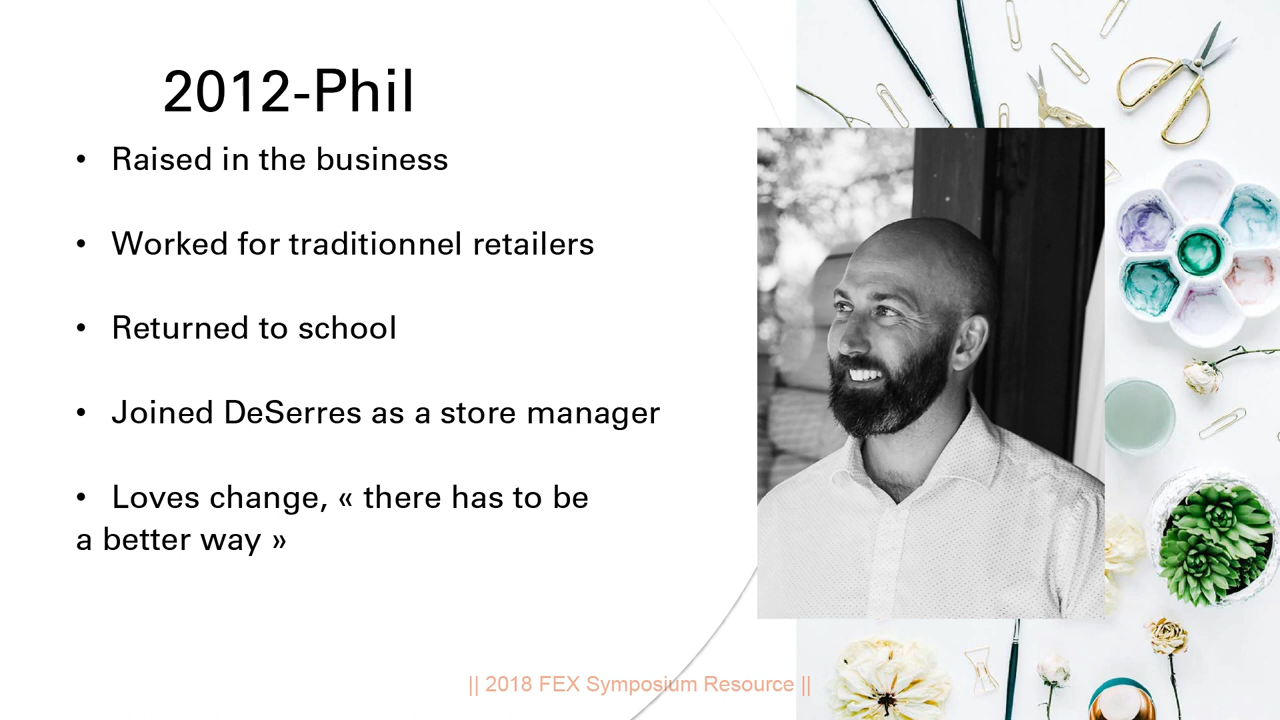 2012-Phil
• Raised in the business
• Worked for traditionnel retailers
• Returned to school
• Joined DeSerres as a store manager
• Loves change, « there has to be
a better way »
|| 2018 FEX Symposium Resource ||